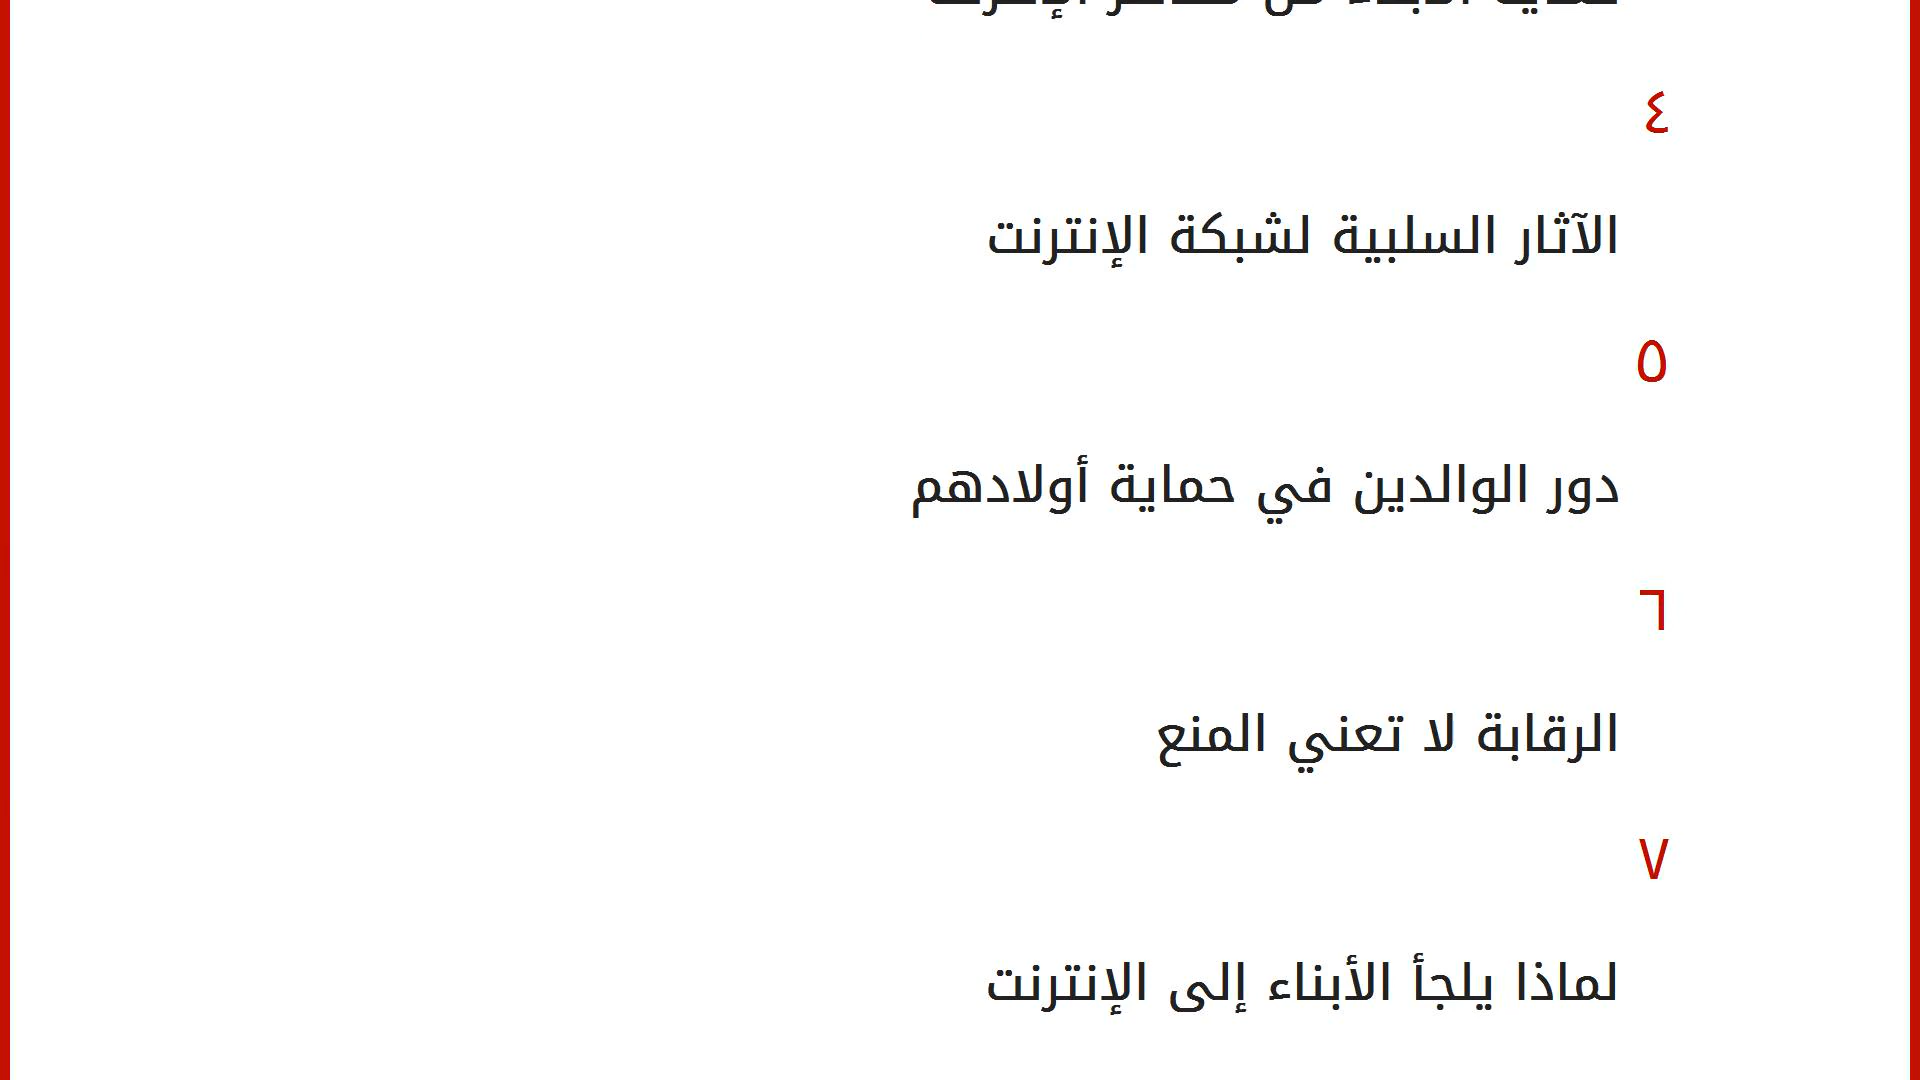 ٤
الآثار السلبية لشبكة الإنترنت
٥
دور الوالدين في حماية أولادهم
٦
الرقابة لا تعني المنع
٧
لماذا يلجأ الأبناء إلى الإنترنت